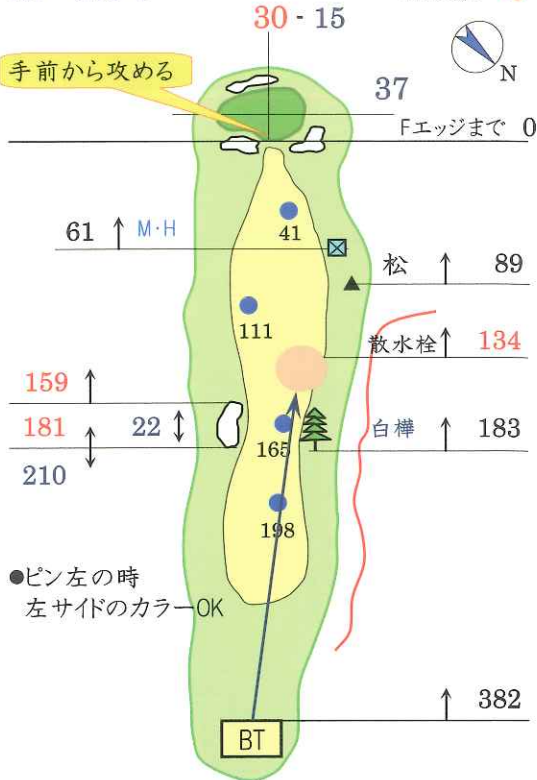 30 - 15
手前から攻める
N
37
Fエッジまで 0
41
61 ↑ M·H
松 ↑ 89
111
散水栓 ↑ 134
159 ↑
181
22 ↕
165
白樺 ↑ 183
210
198
●ピン左の時
左サイドのカラーOK
↑ 382
BT